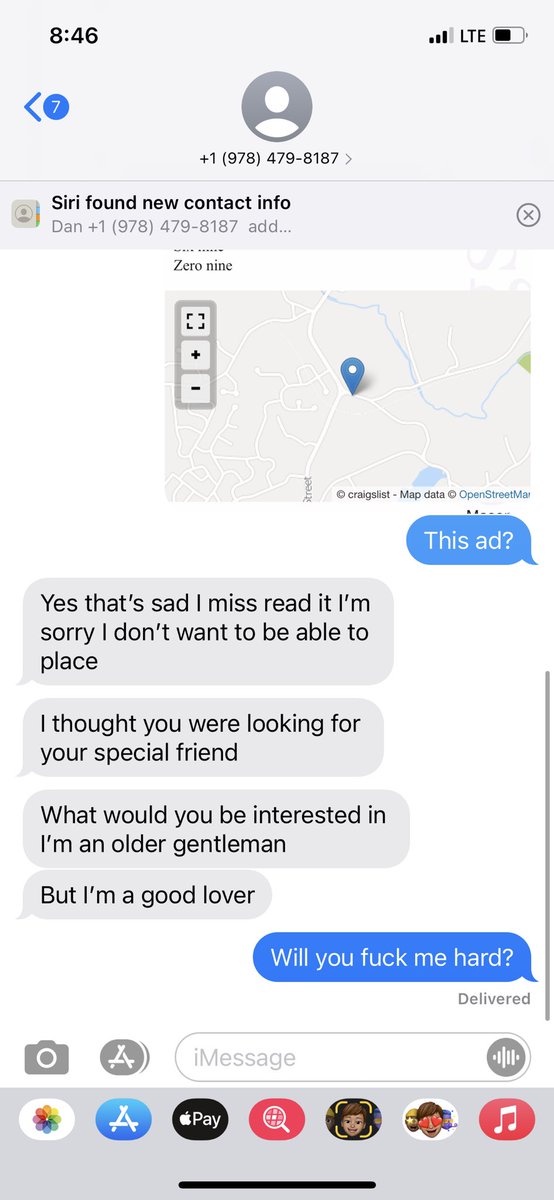 8:46
LTE
7
+1 (978) 479-8187
Siri found new contact info
Dan +1 (978) 479-8187 add...
Zero nine
+
−
Street
© craigslist - Map data © OpenStreetMa
This ad?
Yes that's sad I miss read it I'm
sorry I don't want to be able to
place
I thought you were looking for
your special friend
What would you be interested in
I'm an older gentleman
But I'm a good lover
Will you fuck me hard?
Delivered
iMessage
Pay